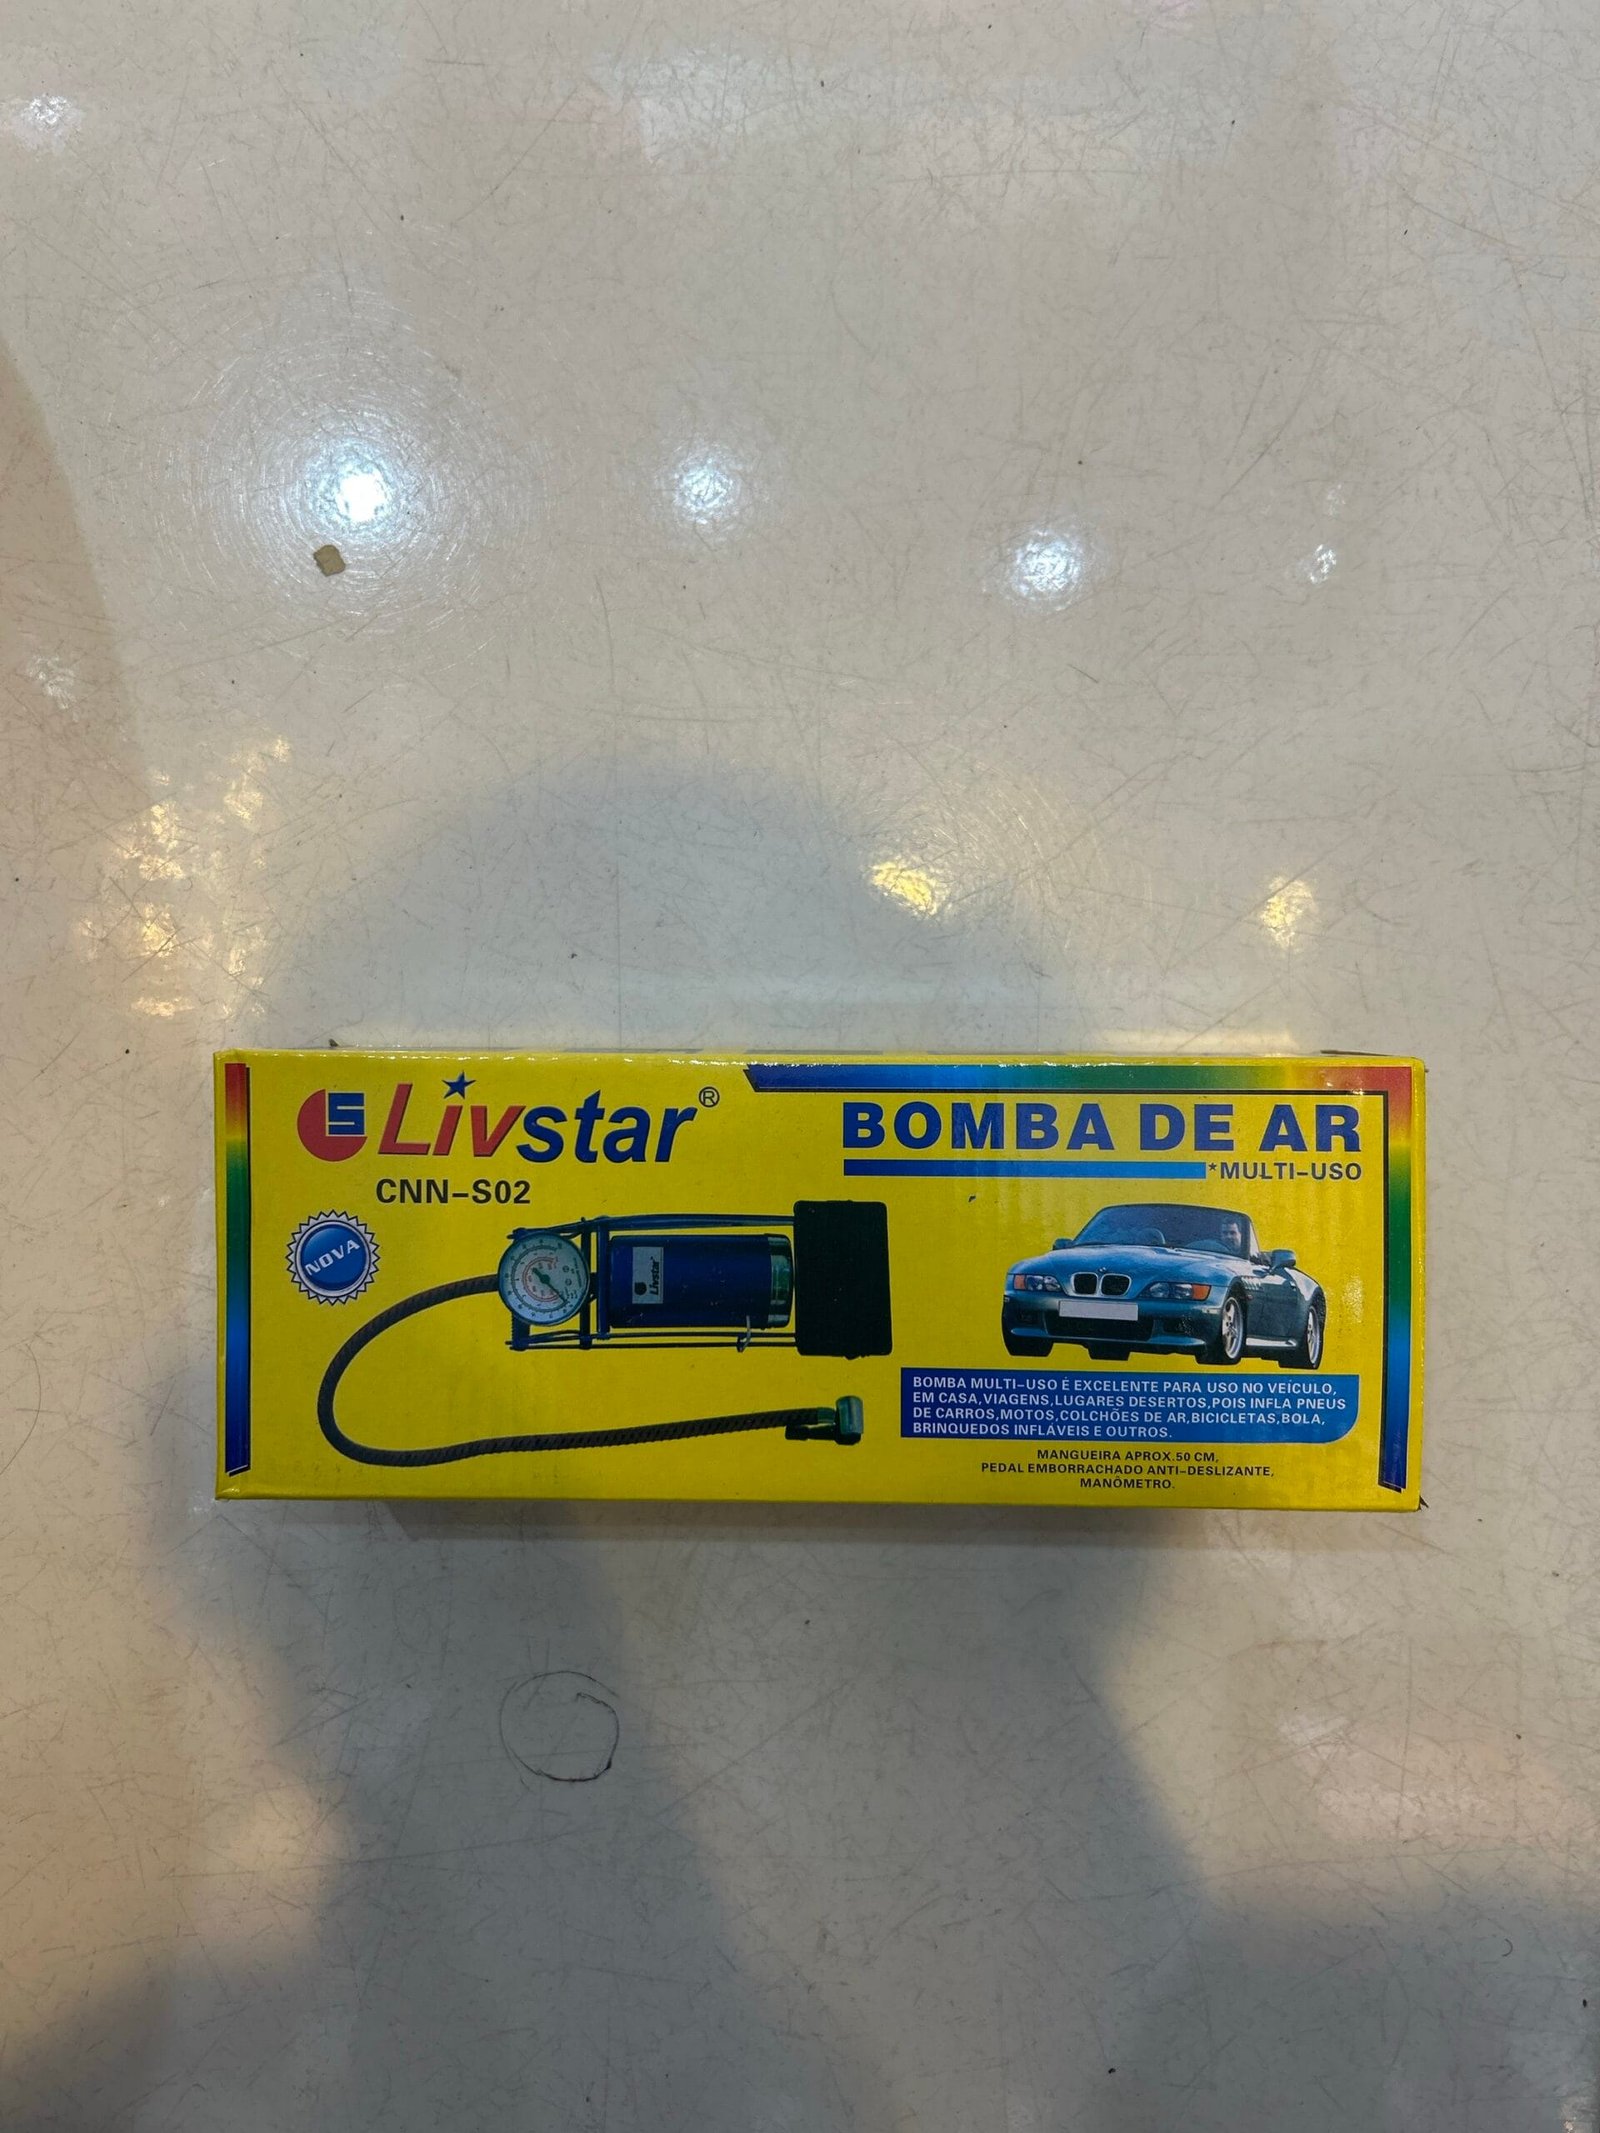 LS Livstar®
BOMBA DE AR
*MULTI-USO
CNN-S02
NOVA
Livstar
BOMBA MULTI-USO É EXCELENTE PARA USO NO VEÍCULO,
EM CASA,VIAGENS,LUGARES DESERTOS,POIS INFLA PNEUS
DE CARROS,MOTOS,COLCHÕES DE AR,BICICLETAS,BOLA,
BRINQUEDOS INFLÁVEIS E OUTROS.
MANGUEIRA APROX.50 CM,
PEDAL EMBORRACHADO ANTI-DESLIZANTE,
MANÔMETRO.